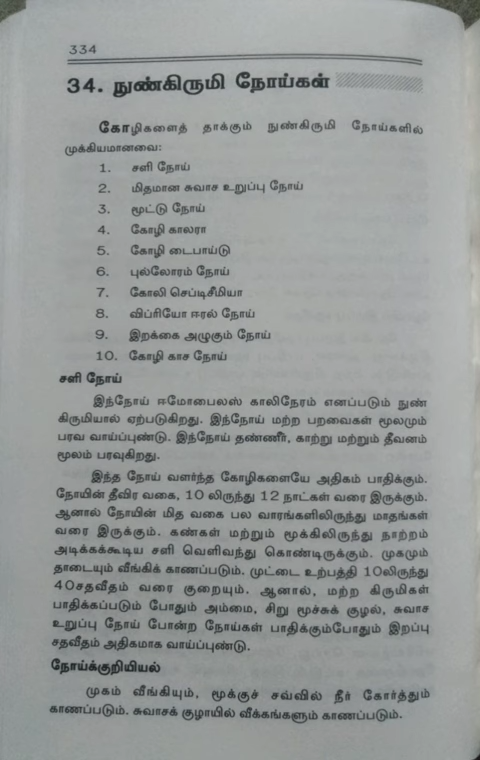 334
34. நுண்கிருமி நோய்கள்
கோழிகளைத் தாக்கும் நுண்கிருமி நோய்களில்
முக்கியமானவை:
1. சளி நோய்
2. மிதமான சுவாச உறுப்பு நோய்
3. மூட்டு நோய்
4. கோழி காலரா
5. கோழி டைபாய்டு
6. புல்லோரம் நோய்
7. கோலி செப்டிசீமியா
8. விப்ரியோ ஈரல் நோய்
9. இறக்கை அழுகும் நோய்
10. கோழி காச நோய்
சளி நோய்
இந்நோய் ஈமோபைலஸ் காலிநேரம் எனப்படும் நுண்
கிருமியால் ஏற்படுகிறது. இந்நோய் மற்ற பறவைகள் மூலமும்
பரவ வாய்ப்புண்டு. இந்நோய் தண்ணீர், காற்று மற்றும் தீவனம்
மூலம் பரவுகிறது.
இந்த நோய் வளர்ந்த கோழிகளையே அதிகம் பாதிக்கும்.
நோயின் தீவிர வகை, 10 லிருந்து 12 நாட்கள் வரை இருக்கும்.
ஆனால் நோயின் மித வகை பல வாரங்களிலிருந்து மாதங்கள்
வரை இருக்கும். கண்கள் மற்றும் மூக்கிலிருந்து நாற்றம்
அடிக்கக்கூடிய சளி வெளிவந்து கொண்டிருக்கும். முகமும்
தாடையும் வீங்கிக் காணப்படும். முட்டை உற்பத்தி 10லிருந்து
40சதவீதம் வரை குறையும். ஆனால், மற்ற கிருமிகள்
பாதிக்கப்படும் போதும் அம்மை, சிறு மூச்சுக் குழல், சுவாச
உறுப்பு நோய் போன்ற நோய்கள் பாதிக்கும்போதும் இறப்பு
சதவீதம் அதிகமாக வாய்ப்புண்டு.
நோய்க்குறியியல்
முகம் வீங்கியும், மூக்குச் சவ்வில் நீர் கோர்த்தும்
காணப்படும். சுவாசக் குழாயில் வீக்கங்களும் காணப்படும்.